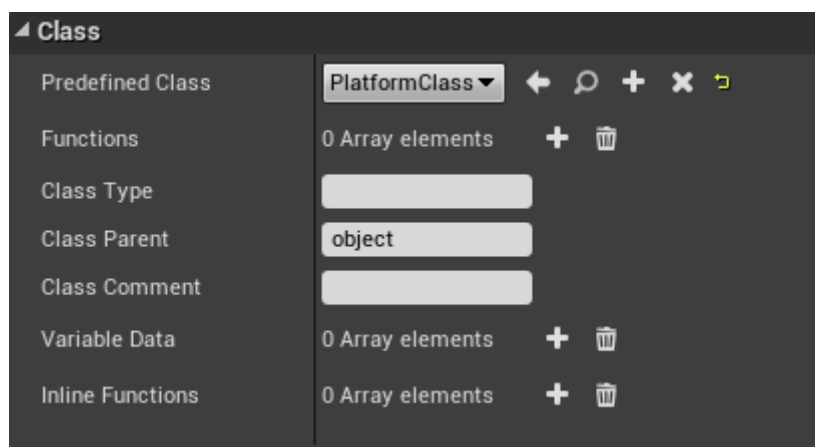 Class
Predefined Class PlatformClass
Functions 0 Array elements
Class Type
Class Parent object
Class Comment
Variable Data 0 Array elements
Inline Functions 0 Array elements